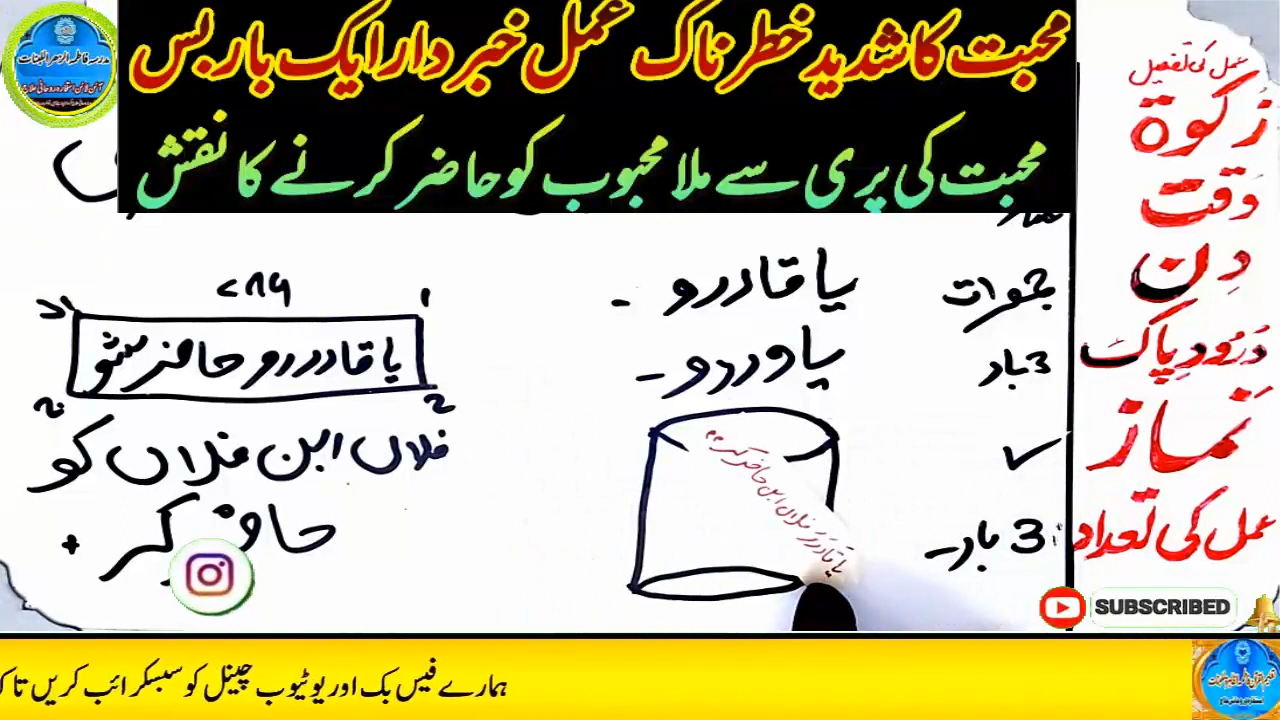 محبت کا شدید خطرناک عمل خبردار ایک بار بس
محبت کی پری سے ملا محبوب کو حاضر کرنے کا نقش
عمل کی تفصیل
زکوۃ
وقت
دن
درود پاک
نماز
عمل کی تعداد
جمعرات
3 بار
3 بار۔
یا قادرو ۔
یا وردو ۔
۷۸۶
یا قادررو حاضر شو
فلاں ابن فلاں کو
حاضر کر
SUBSCRIBED
ہمارے فیس بک اور یوٹیوب چینل کو سبسکرائب کریں تاکہ